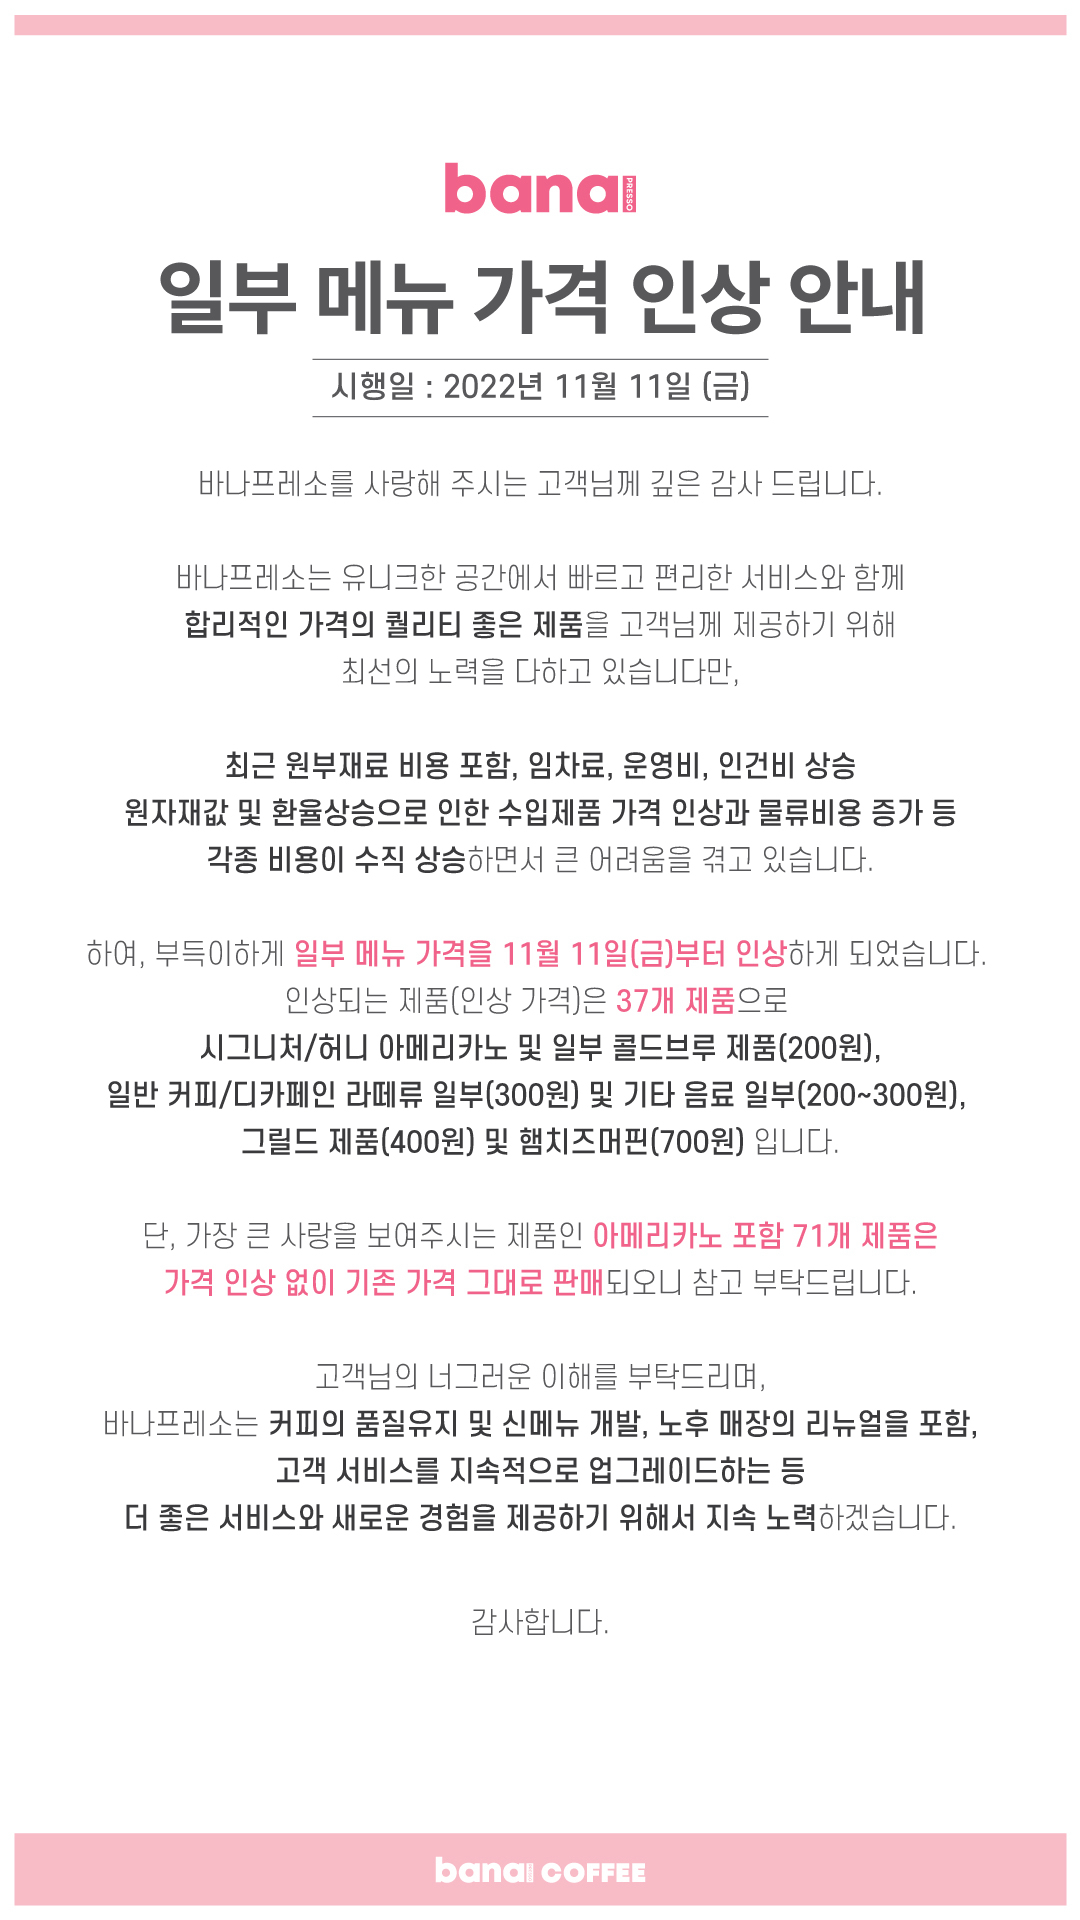 bana PRESSO
일부 메뉴 가격 인상 안내
시행일 : 2022년 11월 11일 (금)
바나프레소를 사랑해 주시는 고객님께 깊은 감사 드립니다.
바나프레소는 유니크한 공간에서 빠르고 편리한 서비스와 함께
합리적인 가격의 퀄리티 좋은 제품을 고객님께 제공하기 위해
최선의 노력을 다하고 있습니다만,
최근 원부재료 비용 포함, 임차료, 운영비, 인건비 상승
원자재값 및 환율상승으로 인한 수입제품 가격 인상과 물류비용 증가 등
각종 비용이 수직 상승하면서 큰 어려움을 겪고 있습니다.
하여, 부득이하게 일부 메뉴 가격을 11월 11일(금)부터 인상하게 되었습니다.
인상되는 제품(인상 가격)은 37개 제품으로
시그니처/허니 아메리카노 및 일부 콜드브루 제품(200원),
일반 커피/디카페인 라떼류 일부(300원) 및 기타 음료 일부(200~300원),
그릴드 제품(400원) 및 햄치즈머핀(700원) 입니다.
단, 가장 큰 사랑을 보여주시는 제품인 아메리카노 포함 71개 제품은
가격 인상 없이 기존 가격 그대로 판매되오니 참고 부탁드립니다.
고객님의 너그러운 이해를 부탁드리며,
바나프레소는 커피의 품질유지 및 신메뉴 개발, 노후 매장의 리뉴얼을 포함,
고객 서비스를 지속적으로 업그레이드하는 등
더 좋은 서비스와 새로운 경험을 제공하기 위해서 지속 노력하겠습니다.
감사합니다.
bana COFFEE